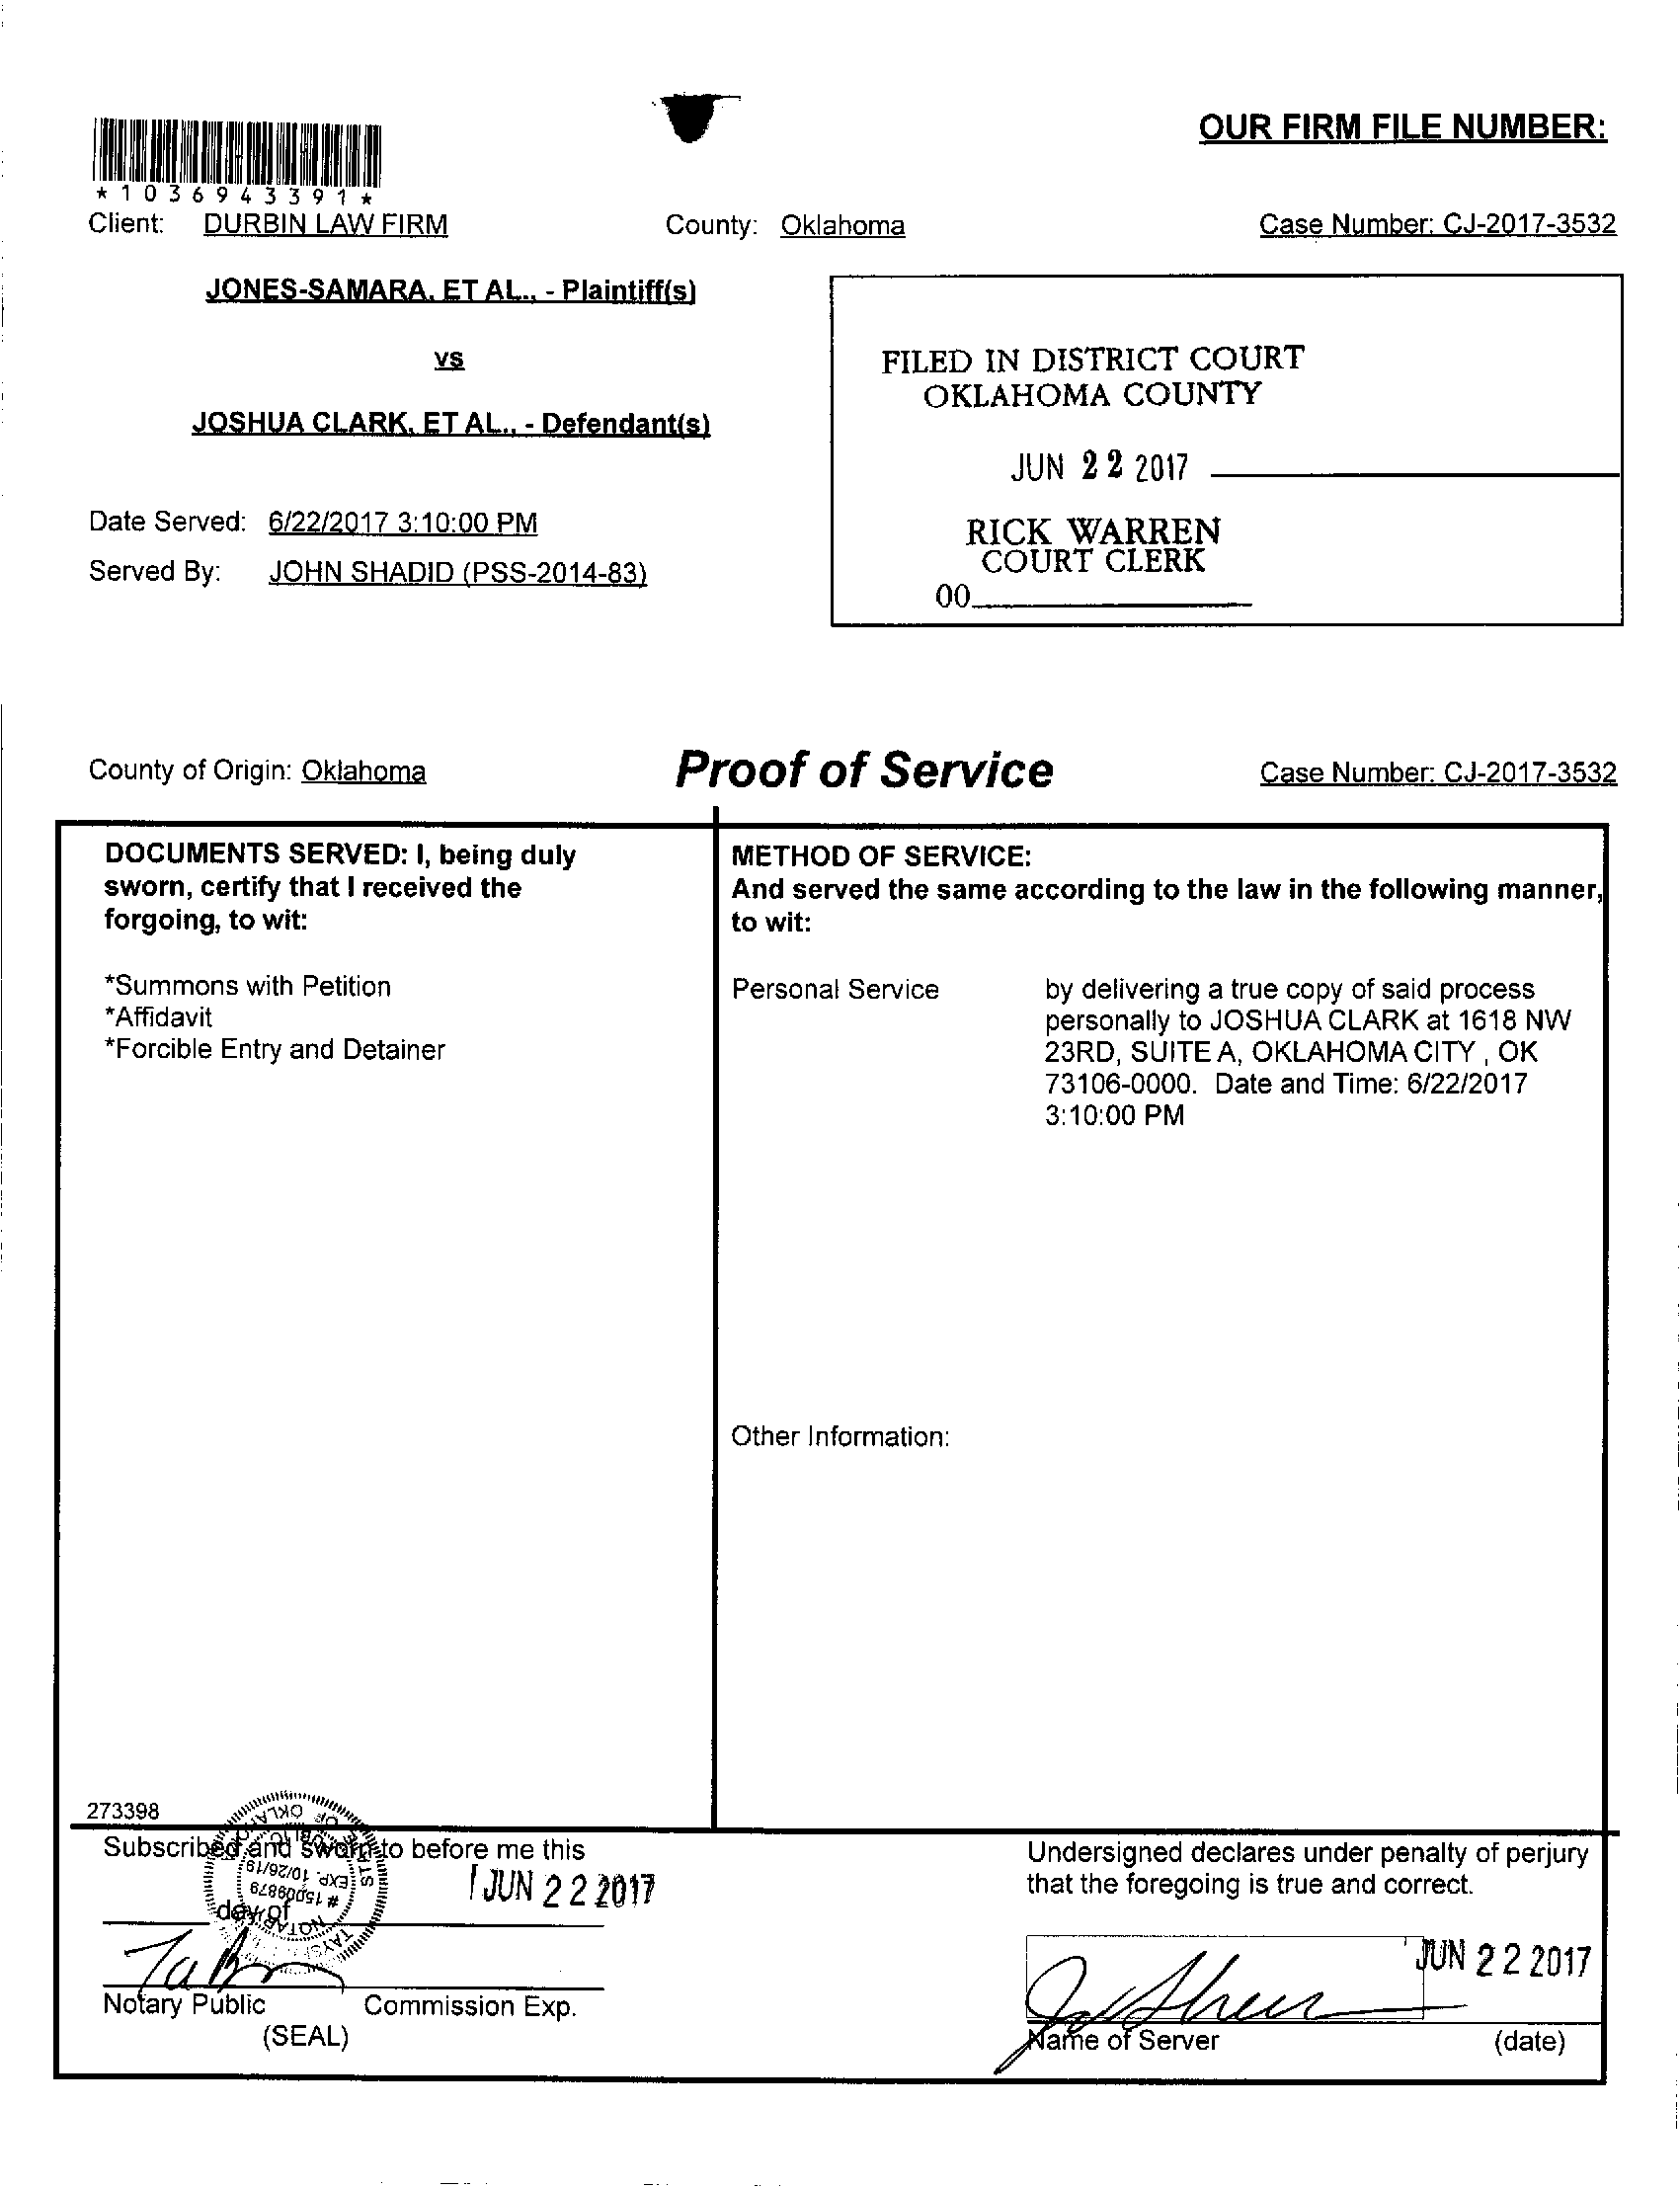 OUR FIRM FILE NUMBER:
*1036943391*
Client: DURBIN LAW FIRM County: Oklahoma Case Number: CJ-2017-3532
JONES-SAMARA, ET AL., - Plaintiff(s)
vs
JOSHUA CLARK, ET AL., - Defendant(s)
Date Served: 6/22/2017 3:10:00 PM
Served By: JOHN SHADID (PSS-2014-83)
FILED IN DISTRICT COURT
OKLAHOMA COUNTY
JUN 22 2017
RICK WARREN
COURT CLERK
00
County of Origin: Oklahoma Proof of Service Case Number: CJ-2017-3532
DOCUMENTS SERVED: I, being duly
sworn, certify that I received the
forgoing, to wit:
*Summons with Petition
*Affidavit
*Forcible Entry and Detainer
METHOD OF SERVICE:
And served the same according to the law in the following manner,
to wit:
Personal Service by delivering a true copy of said process
personally to JOSHUA CLARK at 1618 NW
23RD, SUITE A, OKLAHOMA CITY , OK
73106-0000. Date and Time: 6/22/2017
3:10:00 PM
Other Information:
273398
Subscribed and sworn to before me this
JUN 22 2017
day of
# 15009879
EXP. 10/26/19
Notary Public Commission Exp.
(SEAL)
Undersigned declares under penalty of perjury
that the foregoing is true and correct.
JUN 22 2017
Name of Server (date)